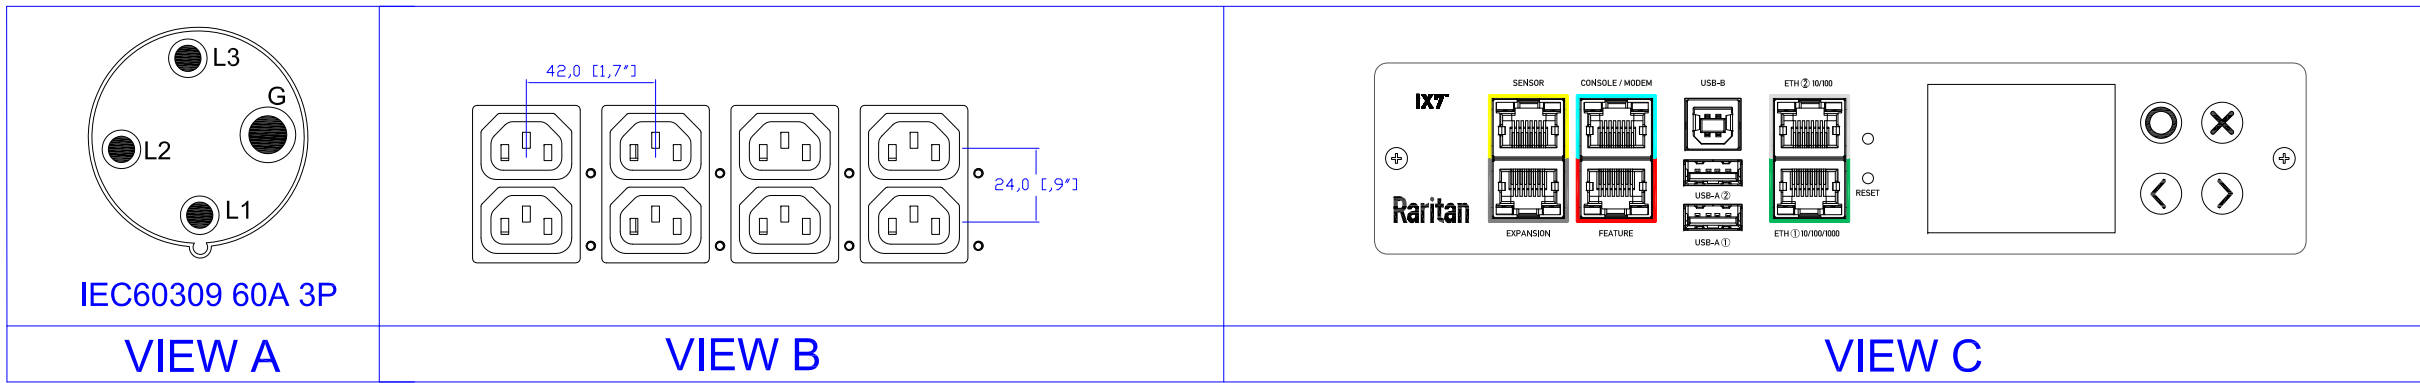 L3
G
L2
L1
IEC60309 60A 3P
VIEW A
42,0 [1,7"]
24,0 [,9"]
VIEW B
iX7™
Raritan
SENSOR
CONSOLE / MODEM
USB-B
ETH ② 10/100
USB-A ②
RESET
EXPANSION
FEATURE
USB-A ①
ETH ① 10/100/1000
VIEW C